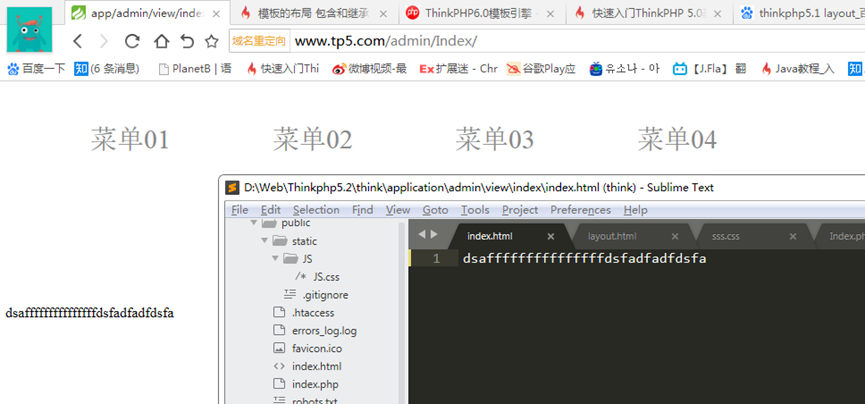 app/admin/view/inde
模板的布局 包含和继承
ThinkPHP6.0模板引擎
快速入门ThinkPHP 5.0
thinkphp5.1 layout_百
域名重定向 www.tp5.com/admin/Index/
百度一下
知 (6 条消息)
PlanetB | 语
快速入门Thi
微博视频-最
Ex 扩展迷 - Chr
谷歌Play应
유소나 - 아
【J.Fla】 翻
Java教程_入
知
菜单01 菜单02 菜单03 菜单04
D:\Web\Thinkphp5.2\think\application\admin\view\index\index.html (think) - Sublime Text
File Edit Selection Find View Goto Tools Project Preferences Help
public
static
JS
/* JS.css
.gitignore
.htaccess
errors_log.log
favicon.ico
index.html
index.php
robots.txt
index.html layout.html sss.css Index.ph
1 dsafffffffffffffffdsfadfadfdsfa
dsafffffffffffffffdsfadfadfdsfa